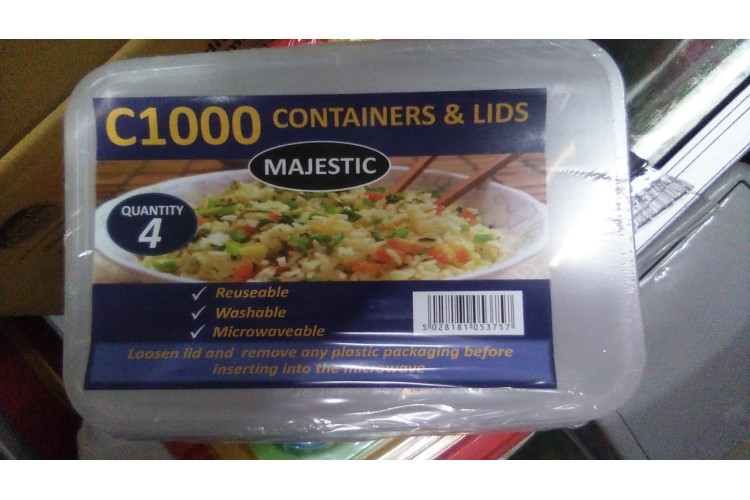 C1000 CONTAINERS & LIDS
MAJESTIC
QUANTITY
4
✓ Reuseable
✓ Washable
✓ Microwaveable
5 028181 053757
Loosen lid and remove any plastic packaging before
inserting into the microwave